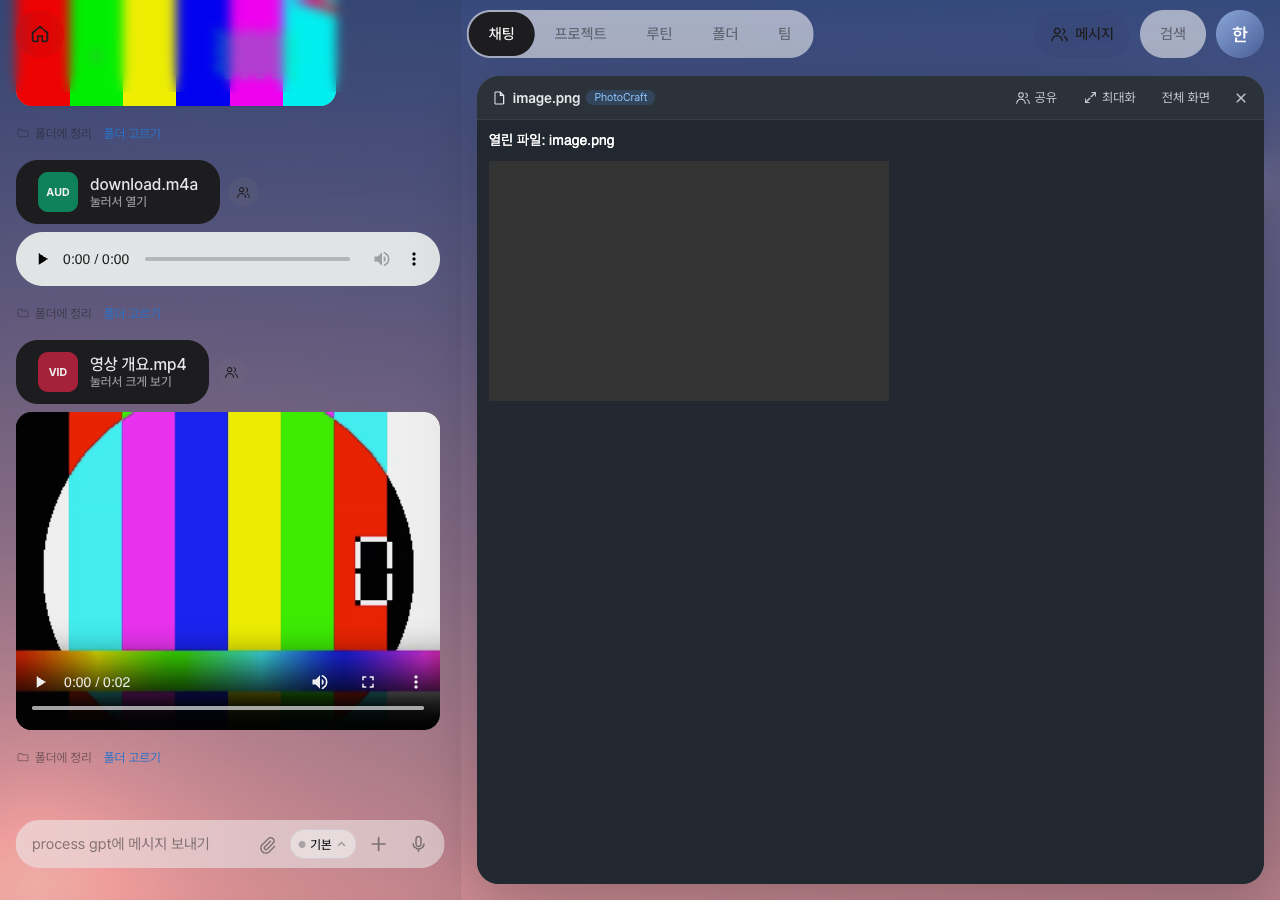 채팅
프로젝트
루틴
폴더
팀
메시지
검색
한
폴더에 정리 폴더 고르기
AUD
download.m4a
눌러서 열기
0:00 / 0:00
폴더에 정리 폴더 고르기
VID
영상 개요.mp4
눌러서 크게 보기
0:00 / 0:02
폴더에 정리 폴더 고르기
process gpt에 메시지 보내기
기본
image.png PhotoCraft
공유
최대화
전체 화면
열린 파일: image.png